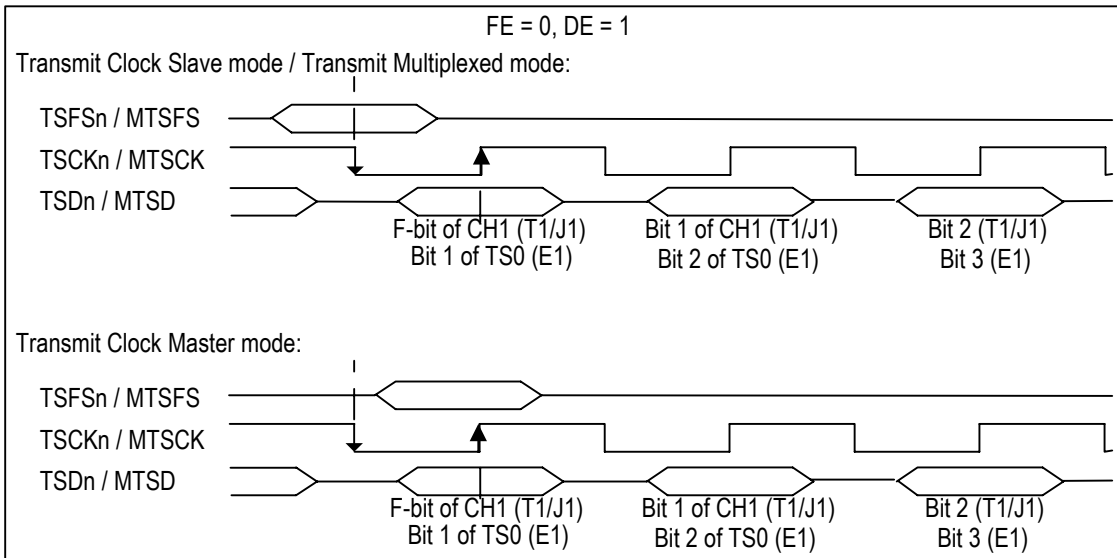 FE = 0, DE = 1
Transmit Clock Slave mode / Transmit Multiplexed mode:
TSFSn / MTSFS
TSCKn / MTSCK
TSDn / MTSD
F-bit of CH1 (T1/J1)
Bit 1 of TS0 (E1)
Bit 1 of CH1 (T1/J1)
Bit 2 of TS0 (E1)
Bit 2 (T1/J1)
Bit 3 (E1)
Transmit Clock Master mode:
TSFSn / MTSFS
TSCKn / MTSCK
TSDn / MTSD
F-bit of CH1 (T1/J1)
Bit 1 of TS0 (E1)
Bit 1 of CH1 (T1/J1)
Bit 2 of TS0 (E1)
Bit 2 (T1/J1)
Bit 3 (E1)